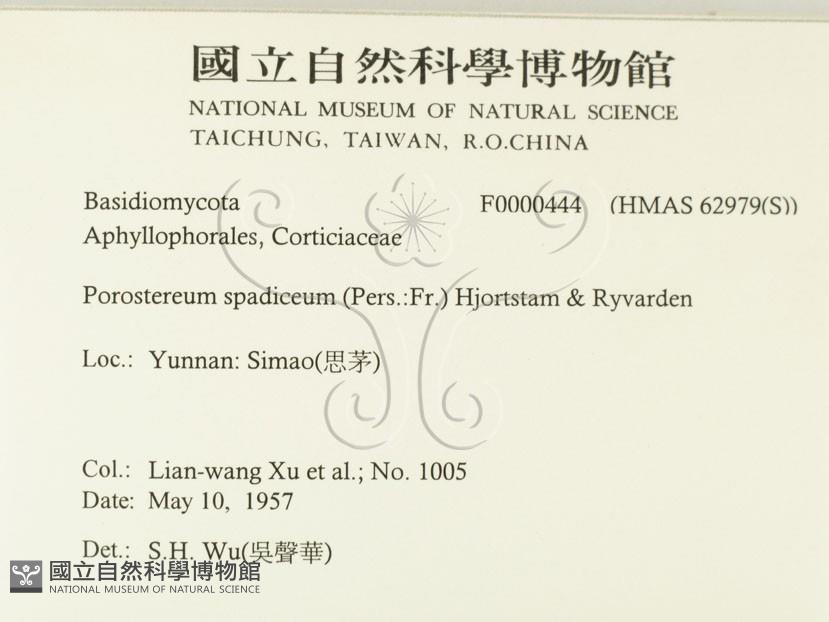 國立自然科學博物館
NATIONAL MUSEUM OF NATURAL SCIENCE
TAICHUNG, TAIWAN, R.O.CHINA
Basidiomycota F0000444 (HMAS 62979(S))
Aphyllophorales, Corticiaceae
Porostereum spadiceum (Pers.:Fr.) Hjortstam & Ryvarden
Loc.: Yunnan: Simao(思茅)
Col.: Lian-wang Xu et al.; No. 1005
Date: May 10, 1957
Det.: S.H. Wu(吳聲華)
國立自然科學博物館
NATIONAL MUSEUM OF NATURAL SCIENCE